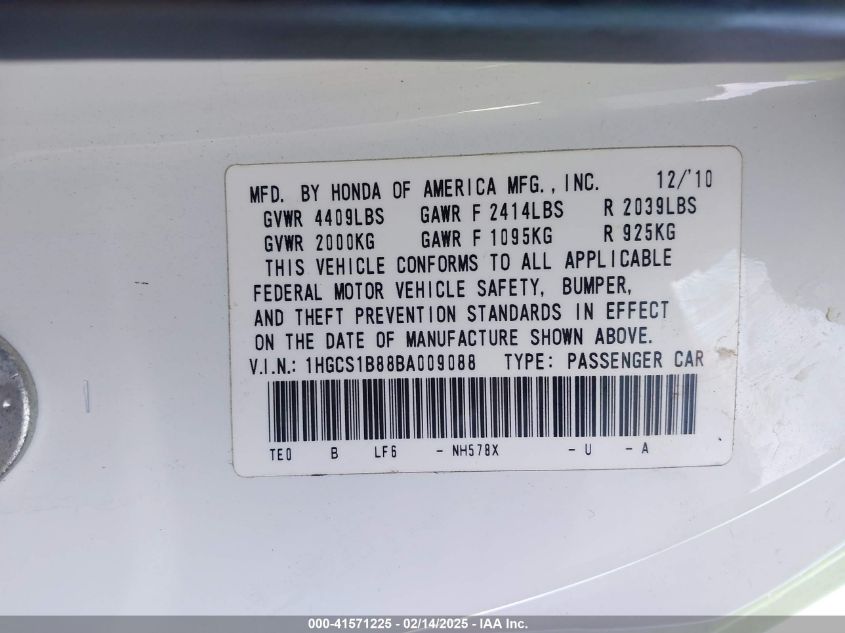 MFD. BY HONDA OF AMERICA MFG., INC. 12/'10
GVWR 4409LBS GAWR F 2414LBS R 2039LBS
GVWR 2000KG GAWR F 1095KG R 925KG
THIS VEHICLE CONFORMS TO ALL APPLICABLE
FEDERAL MOTOR VEHICLE SAFETY, BUMPER,
AND THEFT PREVENTION STANDARDS IN EFFECT
ON THE DATE OF MANUFACTURE SHOWN ABOVE.
V.I.N.: 1HGCS1B88BA009088 TYPE: PASSENGER CAR
TE0 B LF6 - NH578X - U - A
000-41571225 - 02/14/2025 - IAA, Inc.